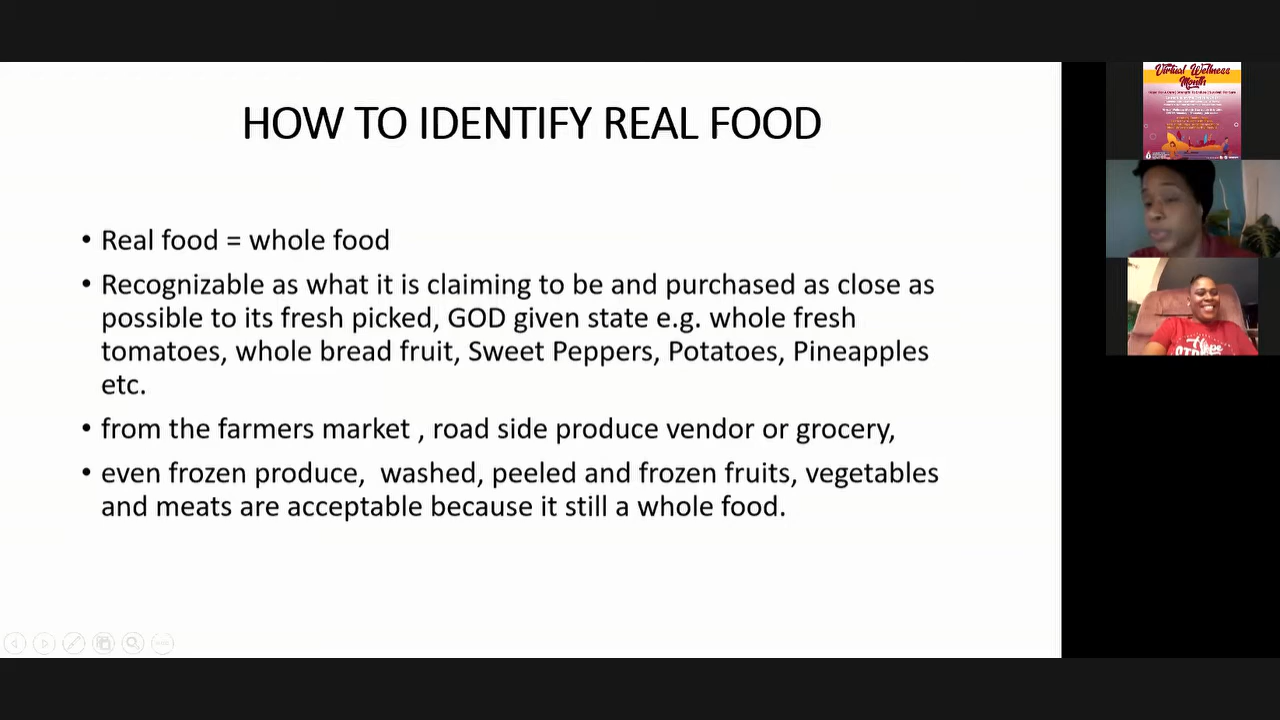 HOW TO IDENTIFY REAL FOOD
• Real food = whole food
• Recognizable as what it is claiming to be and purchased as close as
possible to its fresh picked, GOD given state e.g. whole fresh
tomatoes, whole bread fruit, Sweet Peppers, Potatoes, Pineapples
etc.
• from the farmers market , road side produce vendor or grocery,
• even frozen produce,  washed, peeled and frozen fruits, vegetables
and meats are acceptable because it still a whole food.
Virtual Wellness
Month
Hope